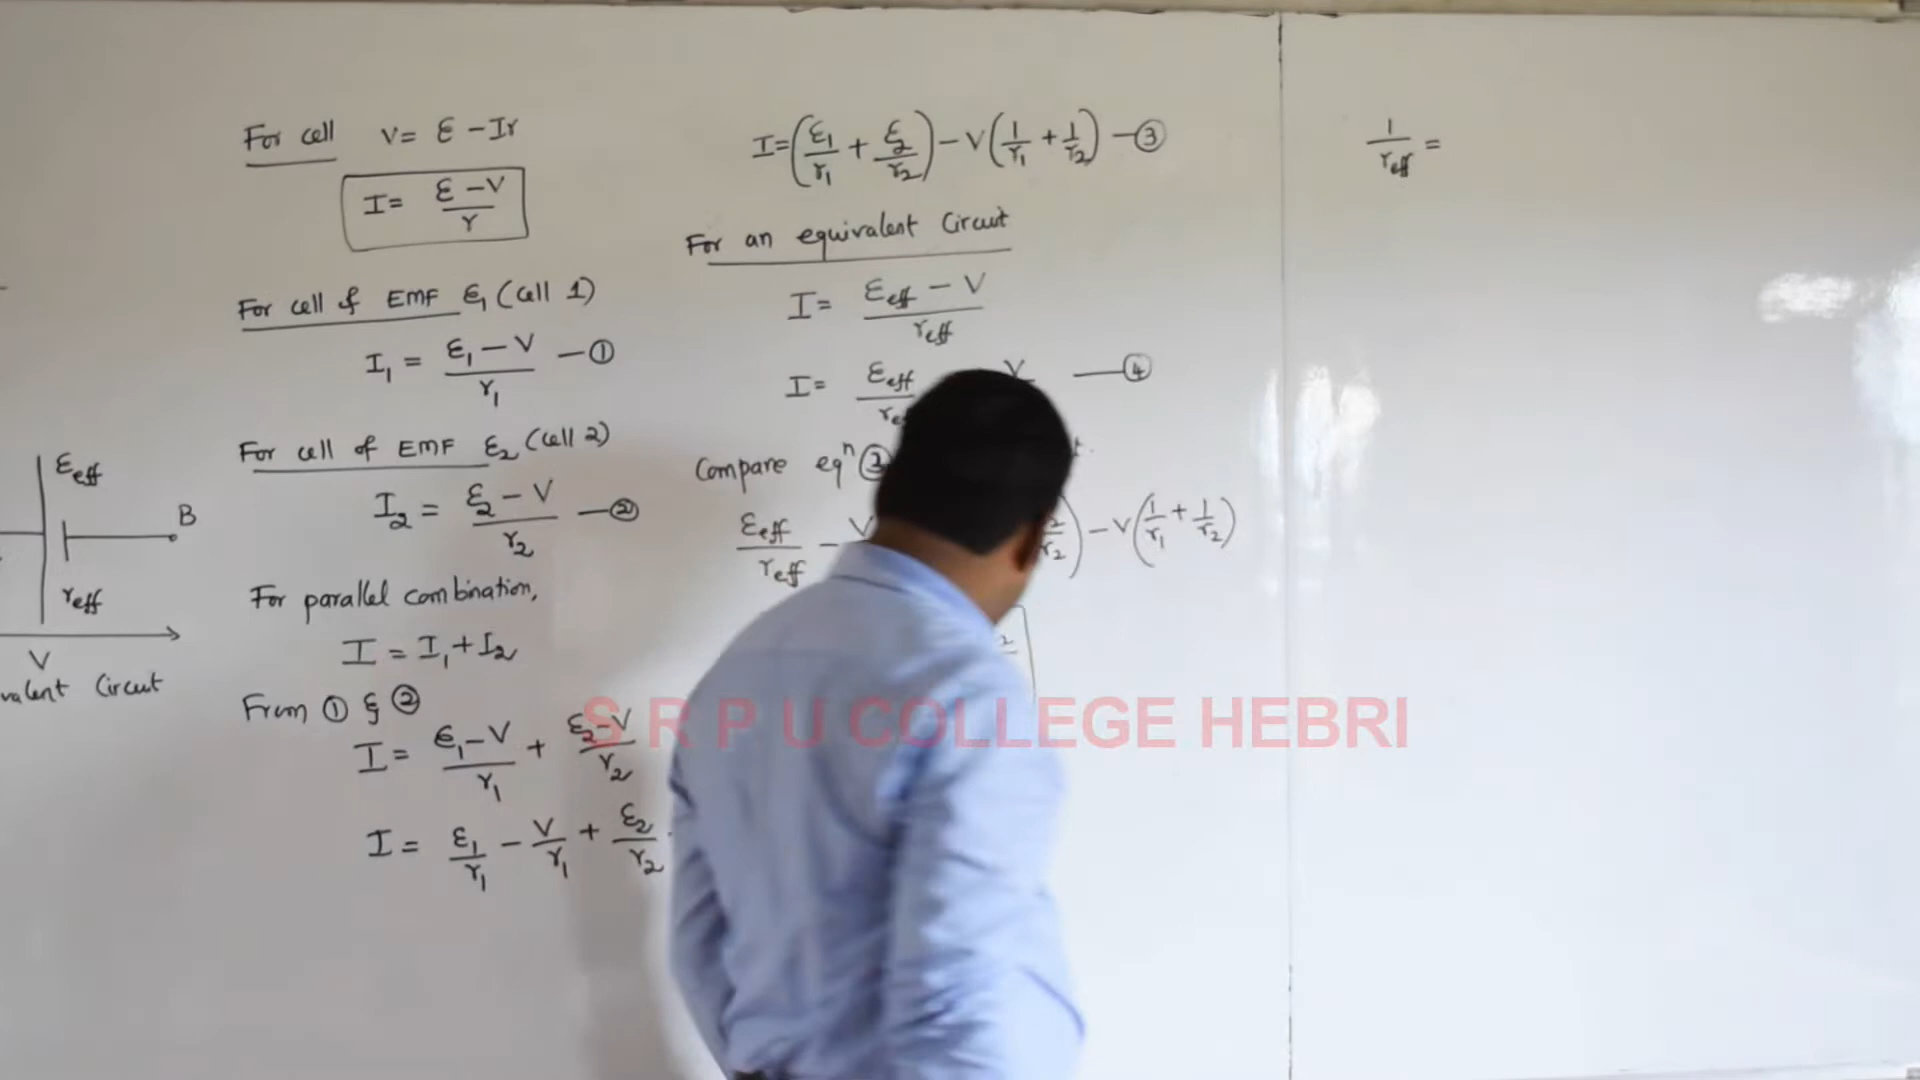 For cell V = ε - Ir
I = (ε - V)/r
For cell of EMF ε₁ (Cell 1)
I₁ = (ε₁ - V)/r₁ —①
For cell of EMF ε₂ (Cell 2)
I₂ = (ε₂ - V)/r₂ —②
For parallel combination,
I = I₁ + I₂
From ① & ②
I = (ε₁ - V)/r₁ + (ε₂ - V)/r₂
I = ε₁/r₁ - V/r₁ + ε₂/r₂
εeff
B
reff
V
Circuit
I = (ε₁/r₁ + ε₂/r₂) - V(1/r₁ + 1/r₂) —③
For an equivalent Circuit
I = (εeff - V)/reff
I = εeff/ V —④
Compare eqⁿ ③
εeff/reff - V /r₂) - V(1/r₁ + 1/r₂)
1/reff =
S R P U COLLEGE HEBRI